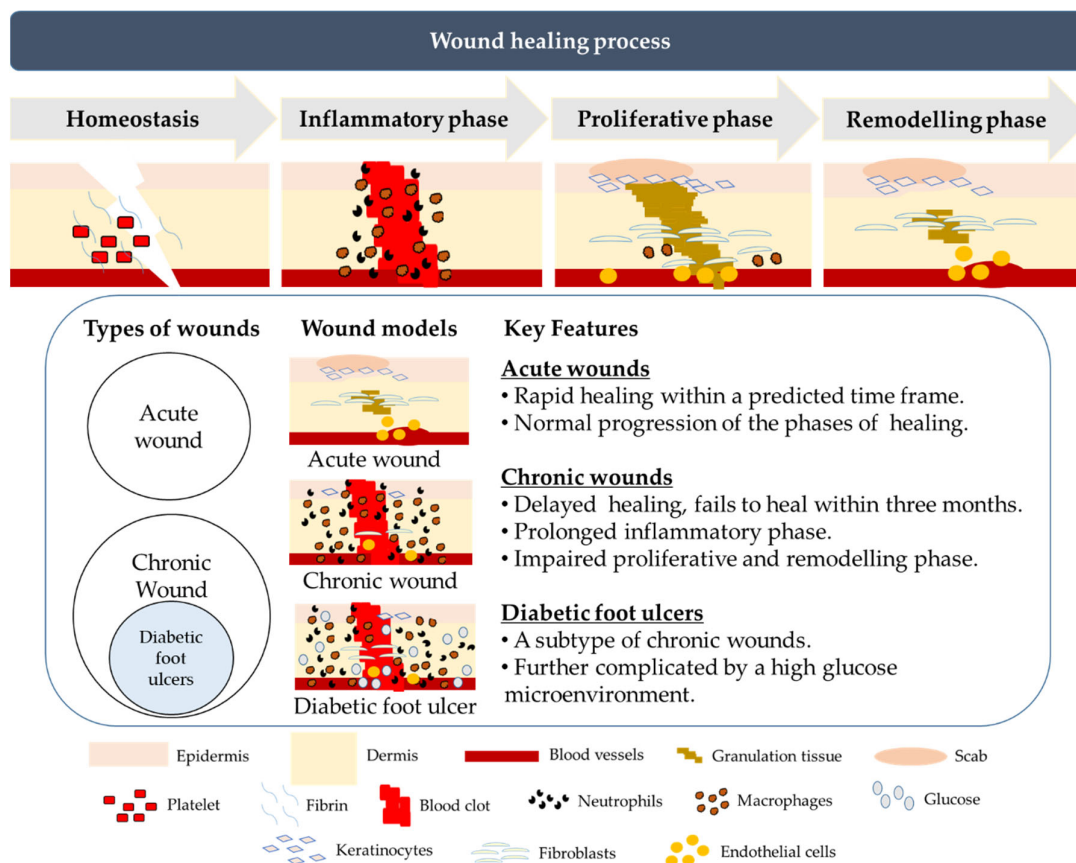 Wound healing process
Homeostasis
Inflammatory phase
Proliferative phase
Remodelling phase
Types of wounds
Wound models
Key Features
Acute
wound
Acute wound
Acute wounds
• Rapid healing within a predicted time frame.
• Normal progression of the phases of healing.
Chronic
Wound
Chronic wound
Chronic wounds
• Delayed healing, fails to heal within three months.
• Prolonged inflammatory phase.
• Impaired proliferative and remodelling phase.
Diabetic
foot
ulcers
Diabetic foot ulcer
Diabetic foot ulcers
• A subtype of chronic wounds.
• Further complicated by a high glucose
microenvironment.
Epidermis
Dermis
Blood vessels
Granulation tissue
Scab
Platelet
Fibrin
Blood clot
Neutrophils
Macrophages
Glucose
Keratinocytes
Fibroblasts
Endothelial cells